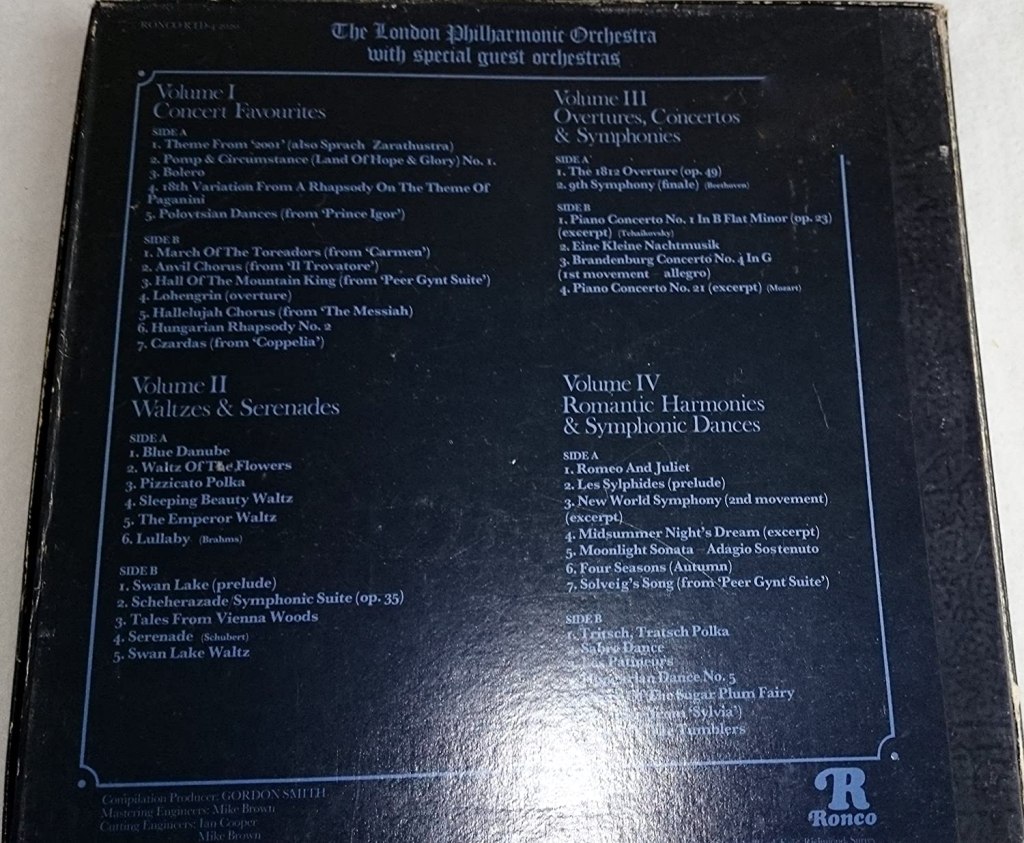 RONCO RTD
The London Philharmonic Orchestra
with special guest orchestras
Volume I
Concert Favourites
SIDE A
1. Theme From '2001' (also Sprach Zarathustra)
2. Pomp & Circumstance (Land Of Hope & Glory) No. 1.
3. Bolero
4. 18th Variation From A Rhapsody On The Theme Of
Paganini
5. Polovtsian Dances (from 'Prince Igor')
SIDE B
1. March Of The Toreadors (from 'Carmen')
2. Anvil Chorus (from 'Il Trovatore')
3. Hall Of The Mountain King (from 'Peer Gynt Suite')
4. Lohengrin (overture)
5. Hallelujah Chorus (from 'The Messiah)
6. Hungarian Rhapsody No. 2
7. Czardas (from 'Coppelia')
Volume II
Waltzes & Serenades
SIDE A
1. Blue Danube
2. Waltz Of The Flowers
3. Pizzicato Polka
4. Sleeping Beauty Waltz
5. The Emperor Waltz
6. Lullaby (Brahms)
SIDE B
1. Swan Lake (prelude)
2. Scheherazade Symphonic Suite (op. 35)
3. Tales From Vienna Woods
4. Serenade (Schubert)
5. Swan Lake Waltz
Volume III
Overtures, Concertos
& Symphonies
SIDE A
1. The 1812 Overture (op. 49)
2. 9th Symphony (finale) (Beethoven)
SIDE B
1. Piano Concerto No. 1 In B Flat Minor (op. 23)
(excerpt) (Tchaikovsky)
2. Eine Kleine Nachtmusik
3. Brandenburg Concerto No. 4 In G
(1st movement – allegro)
4. Piano Concerto No. 21 (excerpt) (Mozart)
Volume IV
Romantic Harmonies
& Symphonic Dances
SIDE A
1. Romeo And Juliet
2. Les Sylphides (prelude)
3. New World Symphony (2nd movement)
(excerpt)
4. Midsummer Night's Dream (excerpt)
5. Moonlight Sonata – Adagio Sostenuto
6. Four Seasons (Autumn)
7. Solveig's Song (from 'Peer Gynt Suite')
SIDE B
1. Tritsch, Tratsch Polka
2. Sabre Dance
3. Les Patineurs
Hungarian Dance No. 5
Of The Sugar Plum Fairy
(from 'Sylvia')
The Tumblers
Compilation Producer: GORDON SMITH
Mastering Engineers: Mike Brown
Cutting Engineers: Ian Cooper
Mike Brown
R
Ronco